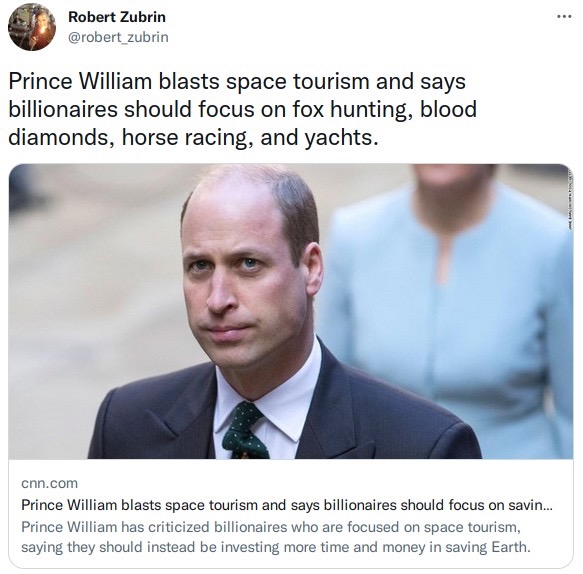 Robert Zubrin
@robert_zubrin
Prince William blasts space tourism and says
billionaires should focus on fox hunting, blood
diamonds, horse racing, and yachts.
cnn.com
Prince William blasts space tourism and says billionaires should focus on savin...
Prince William has criticized billionaires who are focused on space tourism,
saying they should instead be investing more time and money in saving Earth.